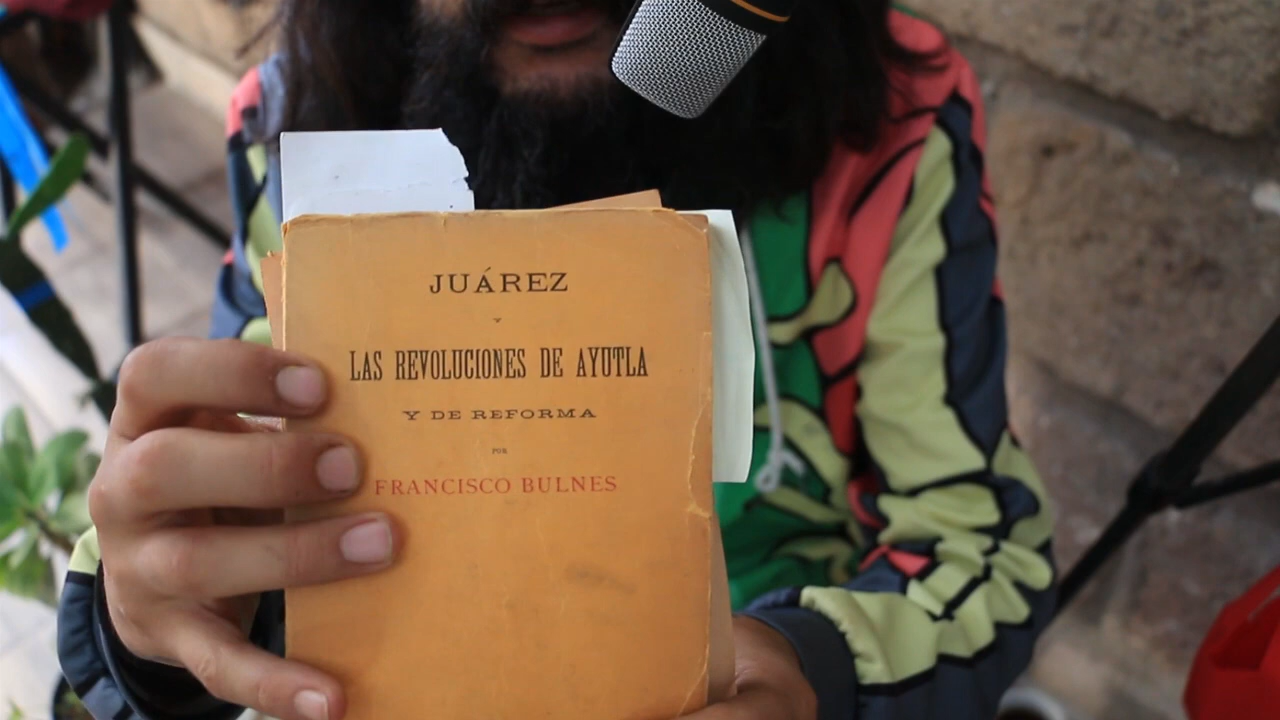 JUÁREZ
Y
LAS REVOLUCIONES DE AYUTLA
Y DE REFORMA
POR
FRANCISCO BULNES